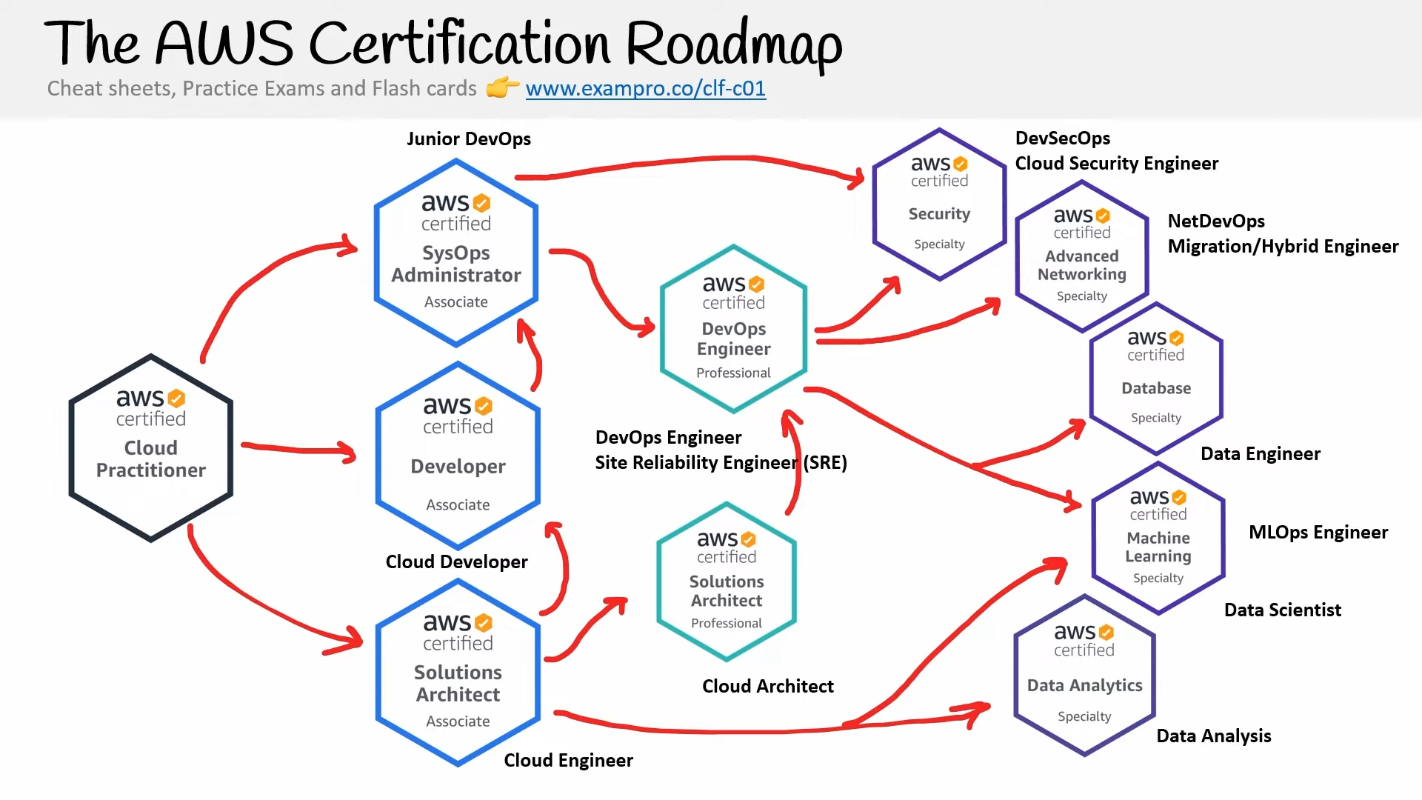 The AWS Certification Roadmap
Cheat sheets, Practice Exams and Flash cards 👉 www.exampro.co/clf-c01
Junior DevOps
aws
certified
SysOps
Administrator
Associate
aws
certified
Security
Specialty
DevSecOps
Cloud Security Engineer
aws
certified
Advanced
Networking
Specialty
NetDevOps
Migration/Hybrid Engineer
aws
certified
DevOps
Engineer
Professional
aws
certified
Database
Specialty
aws
certified
Cloud
Practitioner
aws
certified
Developer
Associate
Cloud Developer
DevOps Engineer
Site Reliability Engineer (SRE)
Data Engineer
aws
certified
Machine
Learning
Specialty
MLOps Engineer
Data Scientist
aws
certified
Solutions
Architect
Professional
Cloud Architect
aws
certified
Solutions
Architect
Associate
Cloud Engineer
aws
certified
Data Analytics
Specialty
Data Analysis